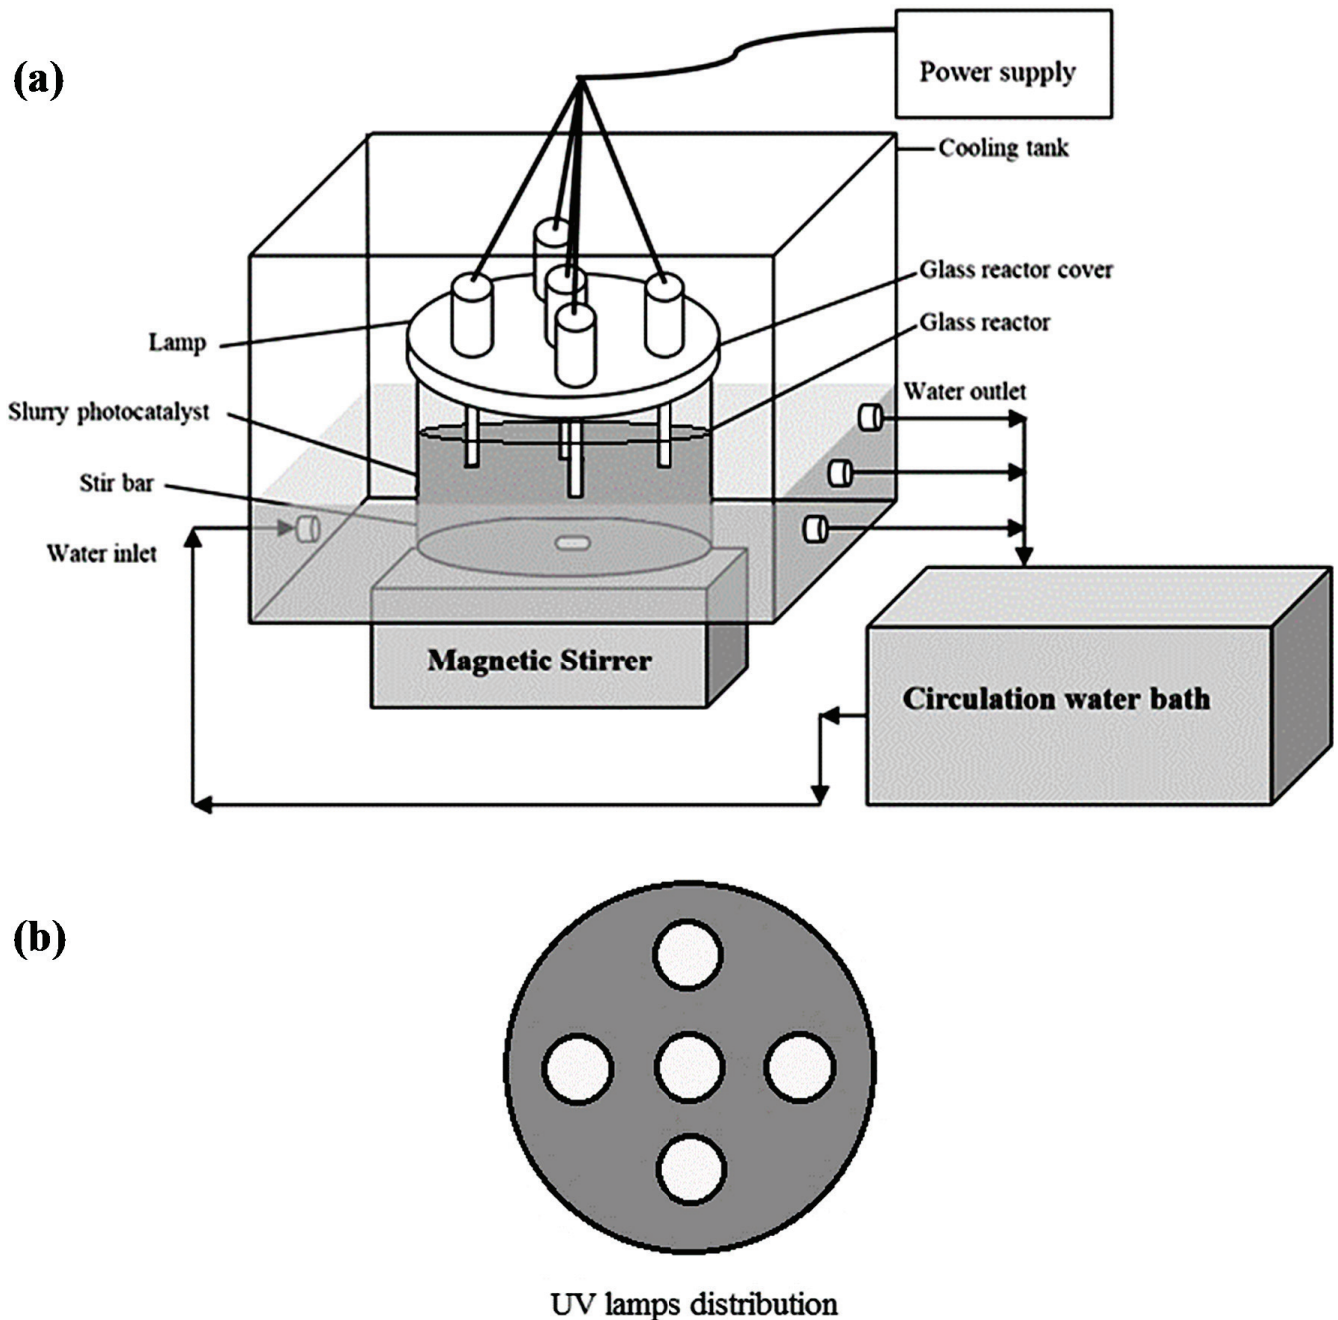 (a)
Power supply
Cooling tank
Glass reactor cover
Glass reactor
Lamp
Water outlet
Slurry photocatalyst
Stir bar
Water inlet
Magnetic Stirrer
Circulation water bath
(b)
UV lamps distribution